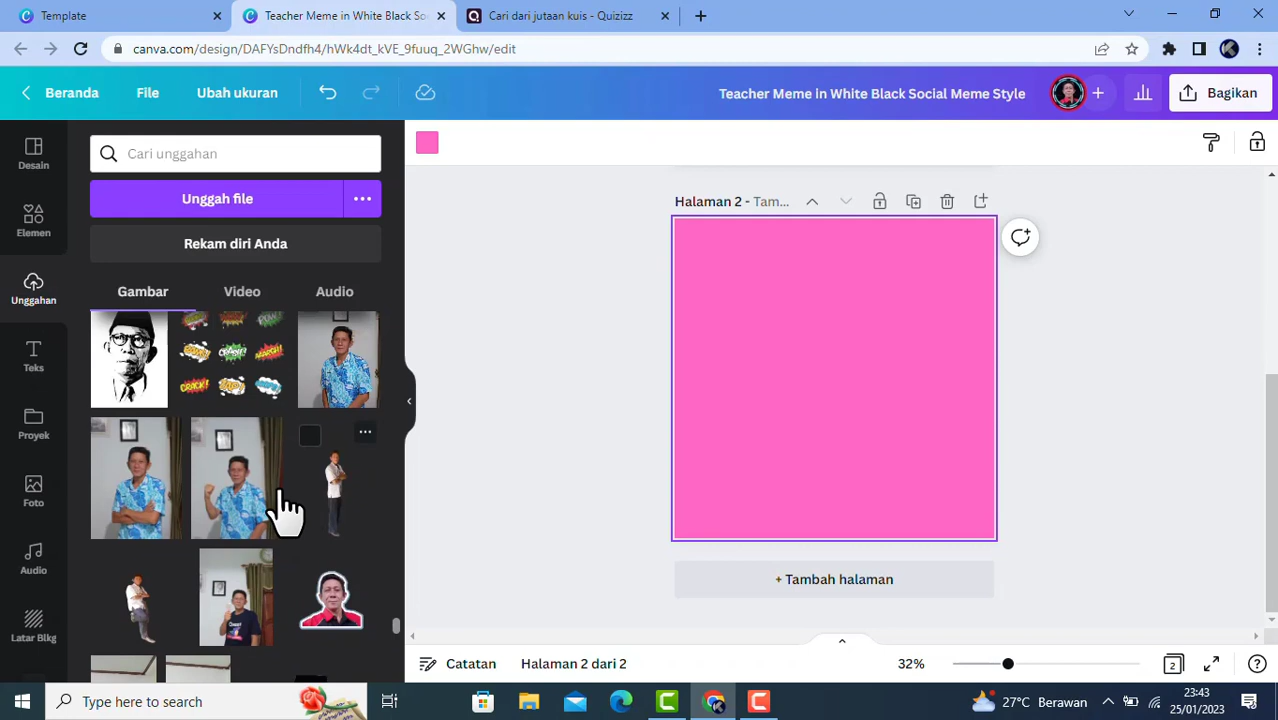 Template
Teacher Meme in White Black So
Cari dari jutaan kuis - Quizizz
canva.com/design/DAFYsDndfh4/hWk4dt_kVE_9fuuq_2WGhw/edit
Beranda
File
Ubah ukuran
Teacher Meme in White Black Social Meme Style
Bagikan
Desain
Elemen
Unggahan
Teks
Proyek
Foto
Audio
Latar Blkg
Cari unggahan
Unggah file
Rekam diri Anda
Gambar
Video
Audio
CRACK!
Halaman 2 - Tam...
+ Tambah halaman
Catatan
Halaman 2 dari 2
32%
2
Type here to search
27°C Berawan
23:43
25/01/2023